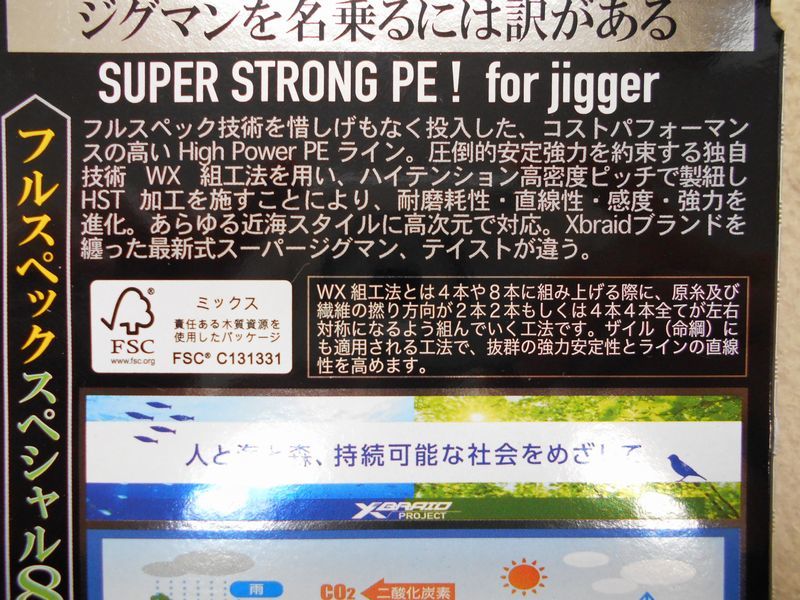 ジグマンを名乗るには訳がある
SUPER STRONG PE! for jigger
フルスペック技術を惜しげもなく投入した、コストパフォーマン
スの高い High Power PE ライン。圧倒的安定強力を約束する独自
技術 WX 組工法を用い、ハイテンション高密度ピッチで製紐し
HST 加工を施すことにより、耐磨耗性・直線性・感度・強力を
進化。あらゆる近海スタイルに高次元で対応。Xbraidブランドを
纏った最新式スーパージグマン、テイストが違う。
フルスペックスペシャル8
FSC®
www.fsc.org
ミックス
責任ある木質資源を
使用したパッケージ
FSC® C131331
WX 組工法とは４本や８本に組み上げる際に、原糸及び
繊維の撚り方向が２本２本もしくは４本４本全てが左右
対称になるよう組んでいく工法です。ザイル（命綱）に
も適用される工法で、抜群の強力安定性とラインの直線
性を高めます。
人と海と森、持続可能な社会をめざして
XBRAID
PROJECT
雨
CO2
二酸化炭素